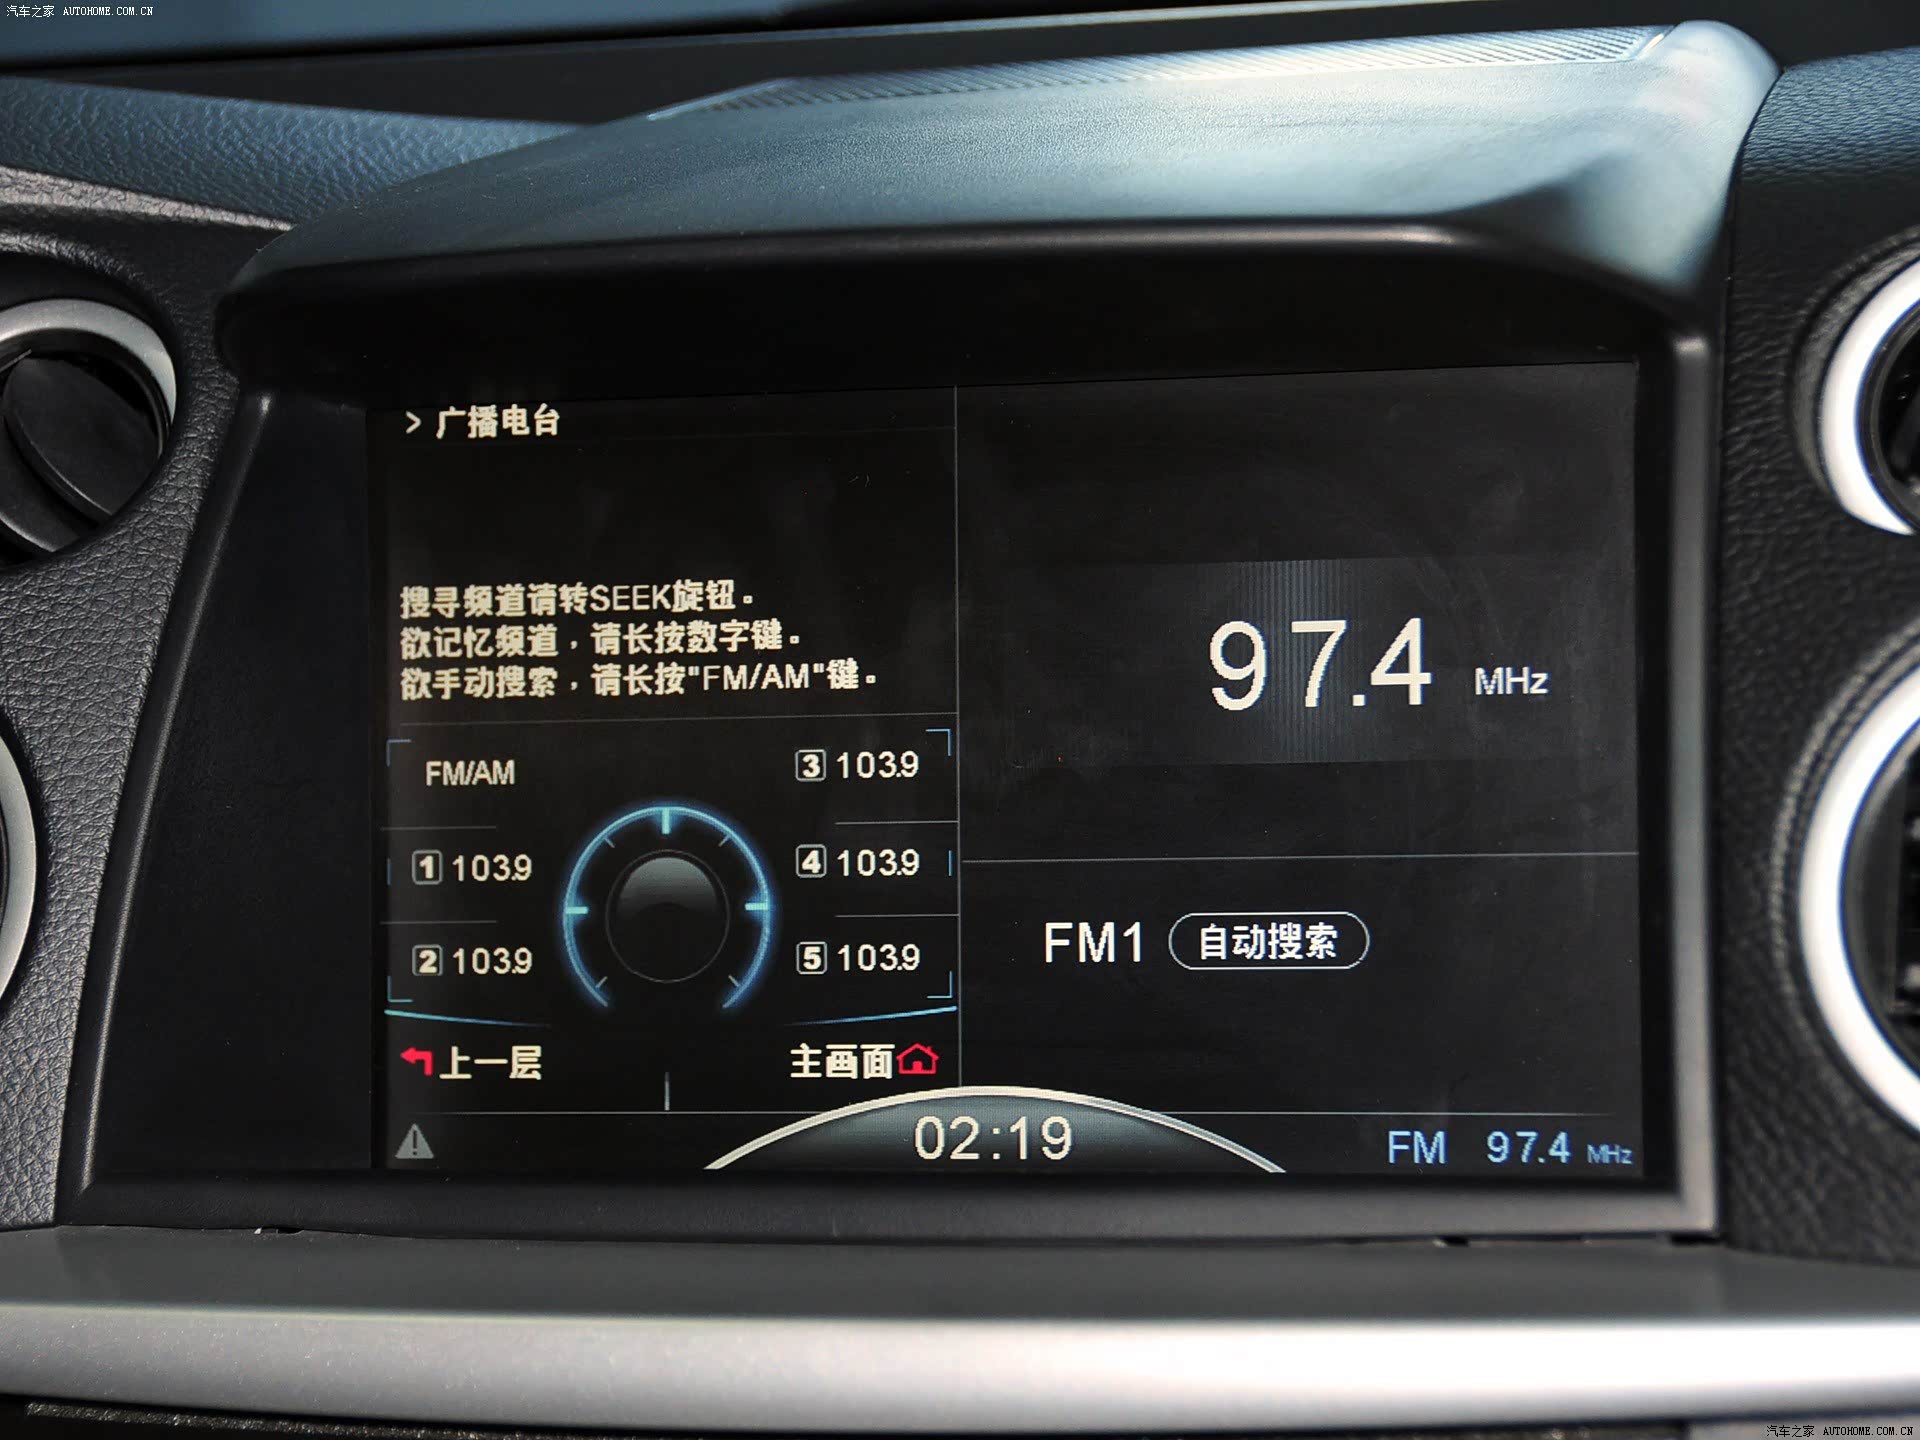 汽车之家 AUTOHOME.COM.CN
> 广播电台
搜寻频道请转SEEK旋钮。
欲记忆频道，请长按数字键。
欲手动搜索，请长按"FM/AM"键。
97.4 MHz
FM/AM
3 103.9
1 103.9
4 103.9
2 103.9
5 103.9
FM1 自动搜索
上一层
主画面
02:19
FM 97.4 MHz
汽车之家 AUTOHOME.COM.CN